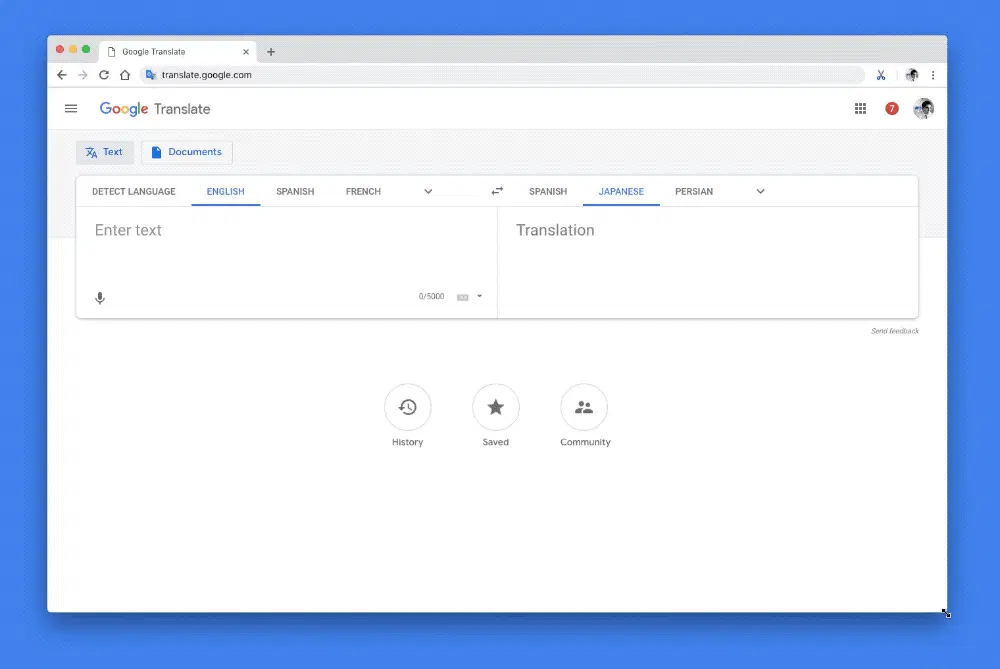 Google Translate
translate.google.com
Google Translate
7
Text
Documents
DETECT LANGUAGE ENGLISH SPANISH FRENCH
SPANISH JAPANESE PERSIAN
Enter text
Translation
0/5000
Send feedback
History
Saved
Community